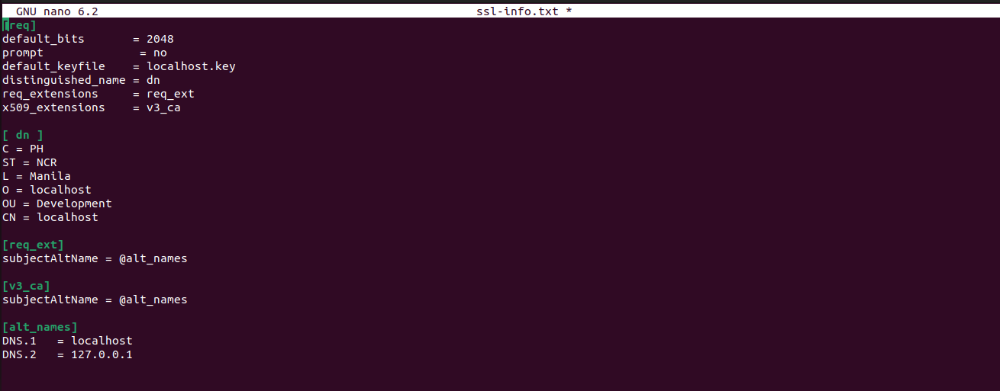 GNU nano 6.2 ssl-info.txt *
[req]
default_bits = 2048
prompt = no
default_keyfile = localhost.key
distinguished_name = dn
req_extensions = req_ext
x509_extensions = v3_ca
[ dn ]
C = PH
ST = NCR
L = Manila
O = localhost
OU = Development
CN = localhost
[req_ext]
subjectAltName = @alt_names
[v3_ca]
subjectAltName = @alt_names
[alt_names]
DNS.1 = localhost
DNS.2 = 127.0.0.1